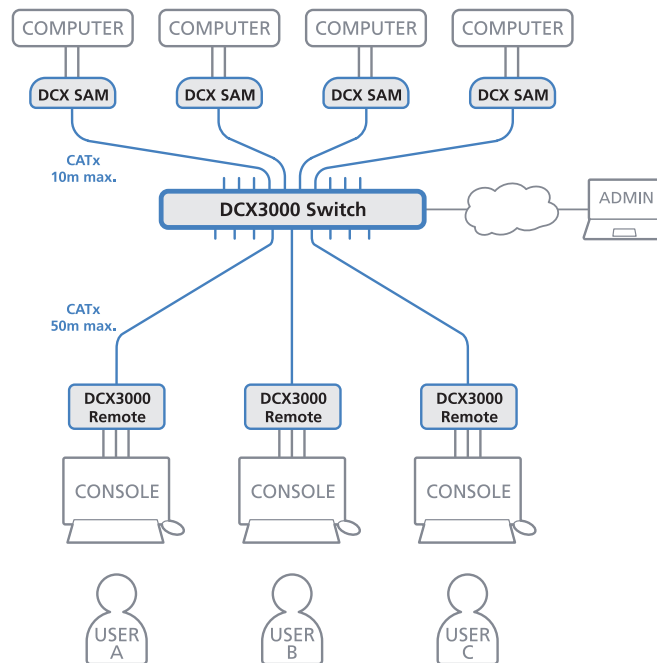 COMPUTER
COMPUTER
COMPUTER
COMPUTER
DCX SAM
DCX SAM
DCX SAM
DCX SAM
CATx
10m max.
DCX3000 Switch
ADMIN
CATx
50m max.
DCX3000
Remote
DCX3000
Remote
DCX3000
Remote
CONSOLE
CONSOLE
CONSOLE
USER
A
USER
B
USER
C